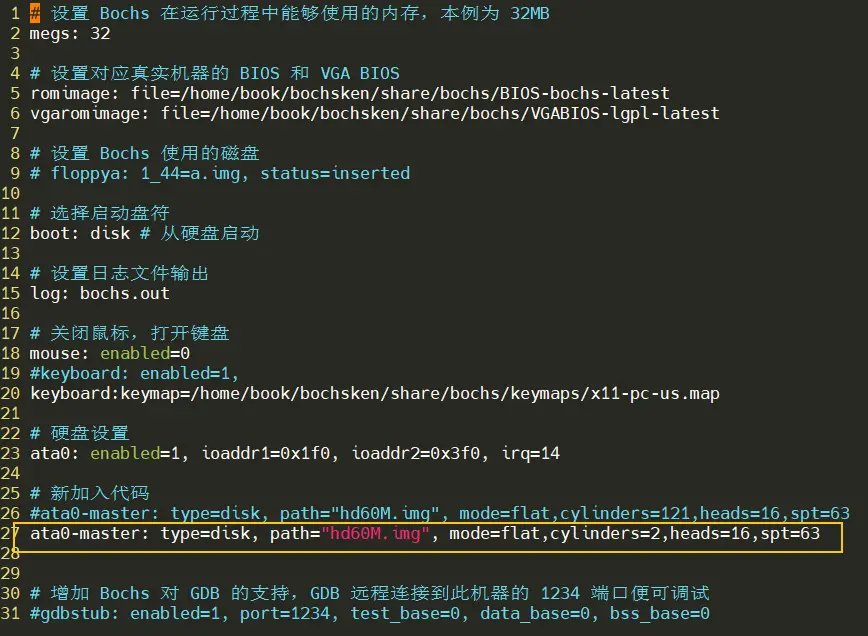 1 # 设置 Bochs 在运行过程中能够使用的内存，本例为 32MB
2 megs: 32
3
4 # 设置对应真实机器的 BIOS 和 VGA BIOS
5 romimage: file=/home/book/bochsken/share/bochs/BIOS-bochs-latest
6 vgaromimage: file=/home/book/bochsken/share/bochs/VGABIOS-lgpl-latest
7
8 # 设置 Bochs 使用的磁盘
9 # floppya: 1_44=a.img, status=inserted
10
11 # 选择启动盘符
12 boot: disk # 从硬盘启动
13
14 # 设置日志文件输出
15 log: bochs.out
16
17 # 关闭鼠标，打开键盘
18 mouse: enabled=0
19 #keyboard: enabled=1,
20 keyboard:keymap=/home/book/bochsken/share/bochs/keymaps/x11-pc-us.map
21
22 # 硬盘设置
23 ata0: enabled=1, ioaddr1=0x1f0, ioaddr2=0x3f0, irq=14
24
25 # 新加入代码
26 #ata0-master: type=disk, path="hd60M.img", mode=flat,cylinders=121,heads=16,spt=63
27 ata0-master: type=disk, path="hd60M.img", mode=flat,cylinders=2,heads=16,spt=63
28
29
30 # 增加 Bochs 对 GDB 的支持，GDB 远程连接到此机器的 1234 端口便可调试
31 #gdbstub: enabled=1, port=1234, test_base=0, data_base=0, bss_base=0